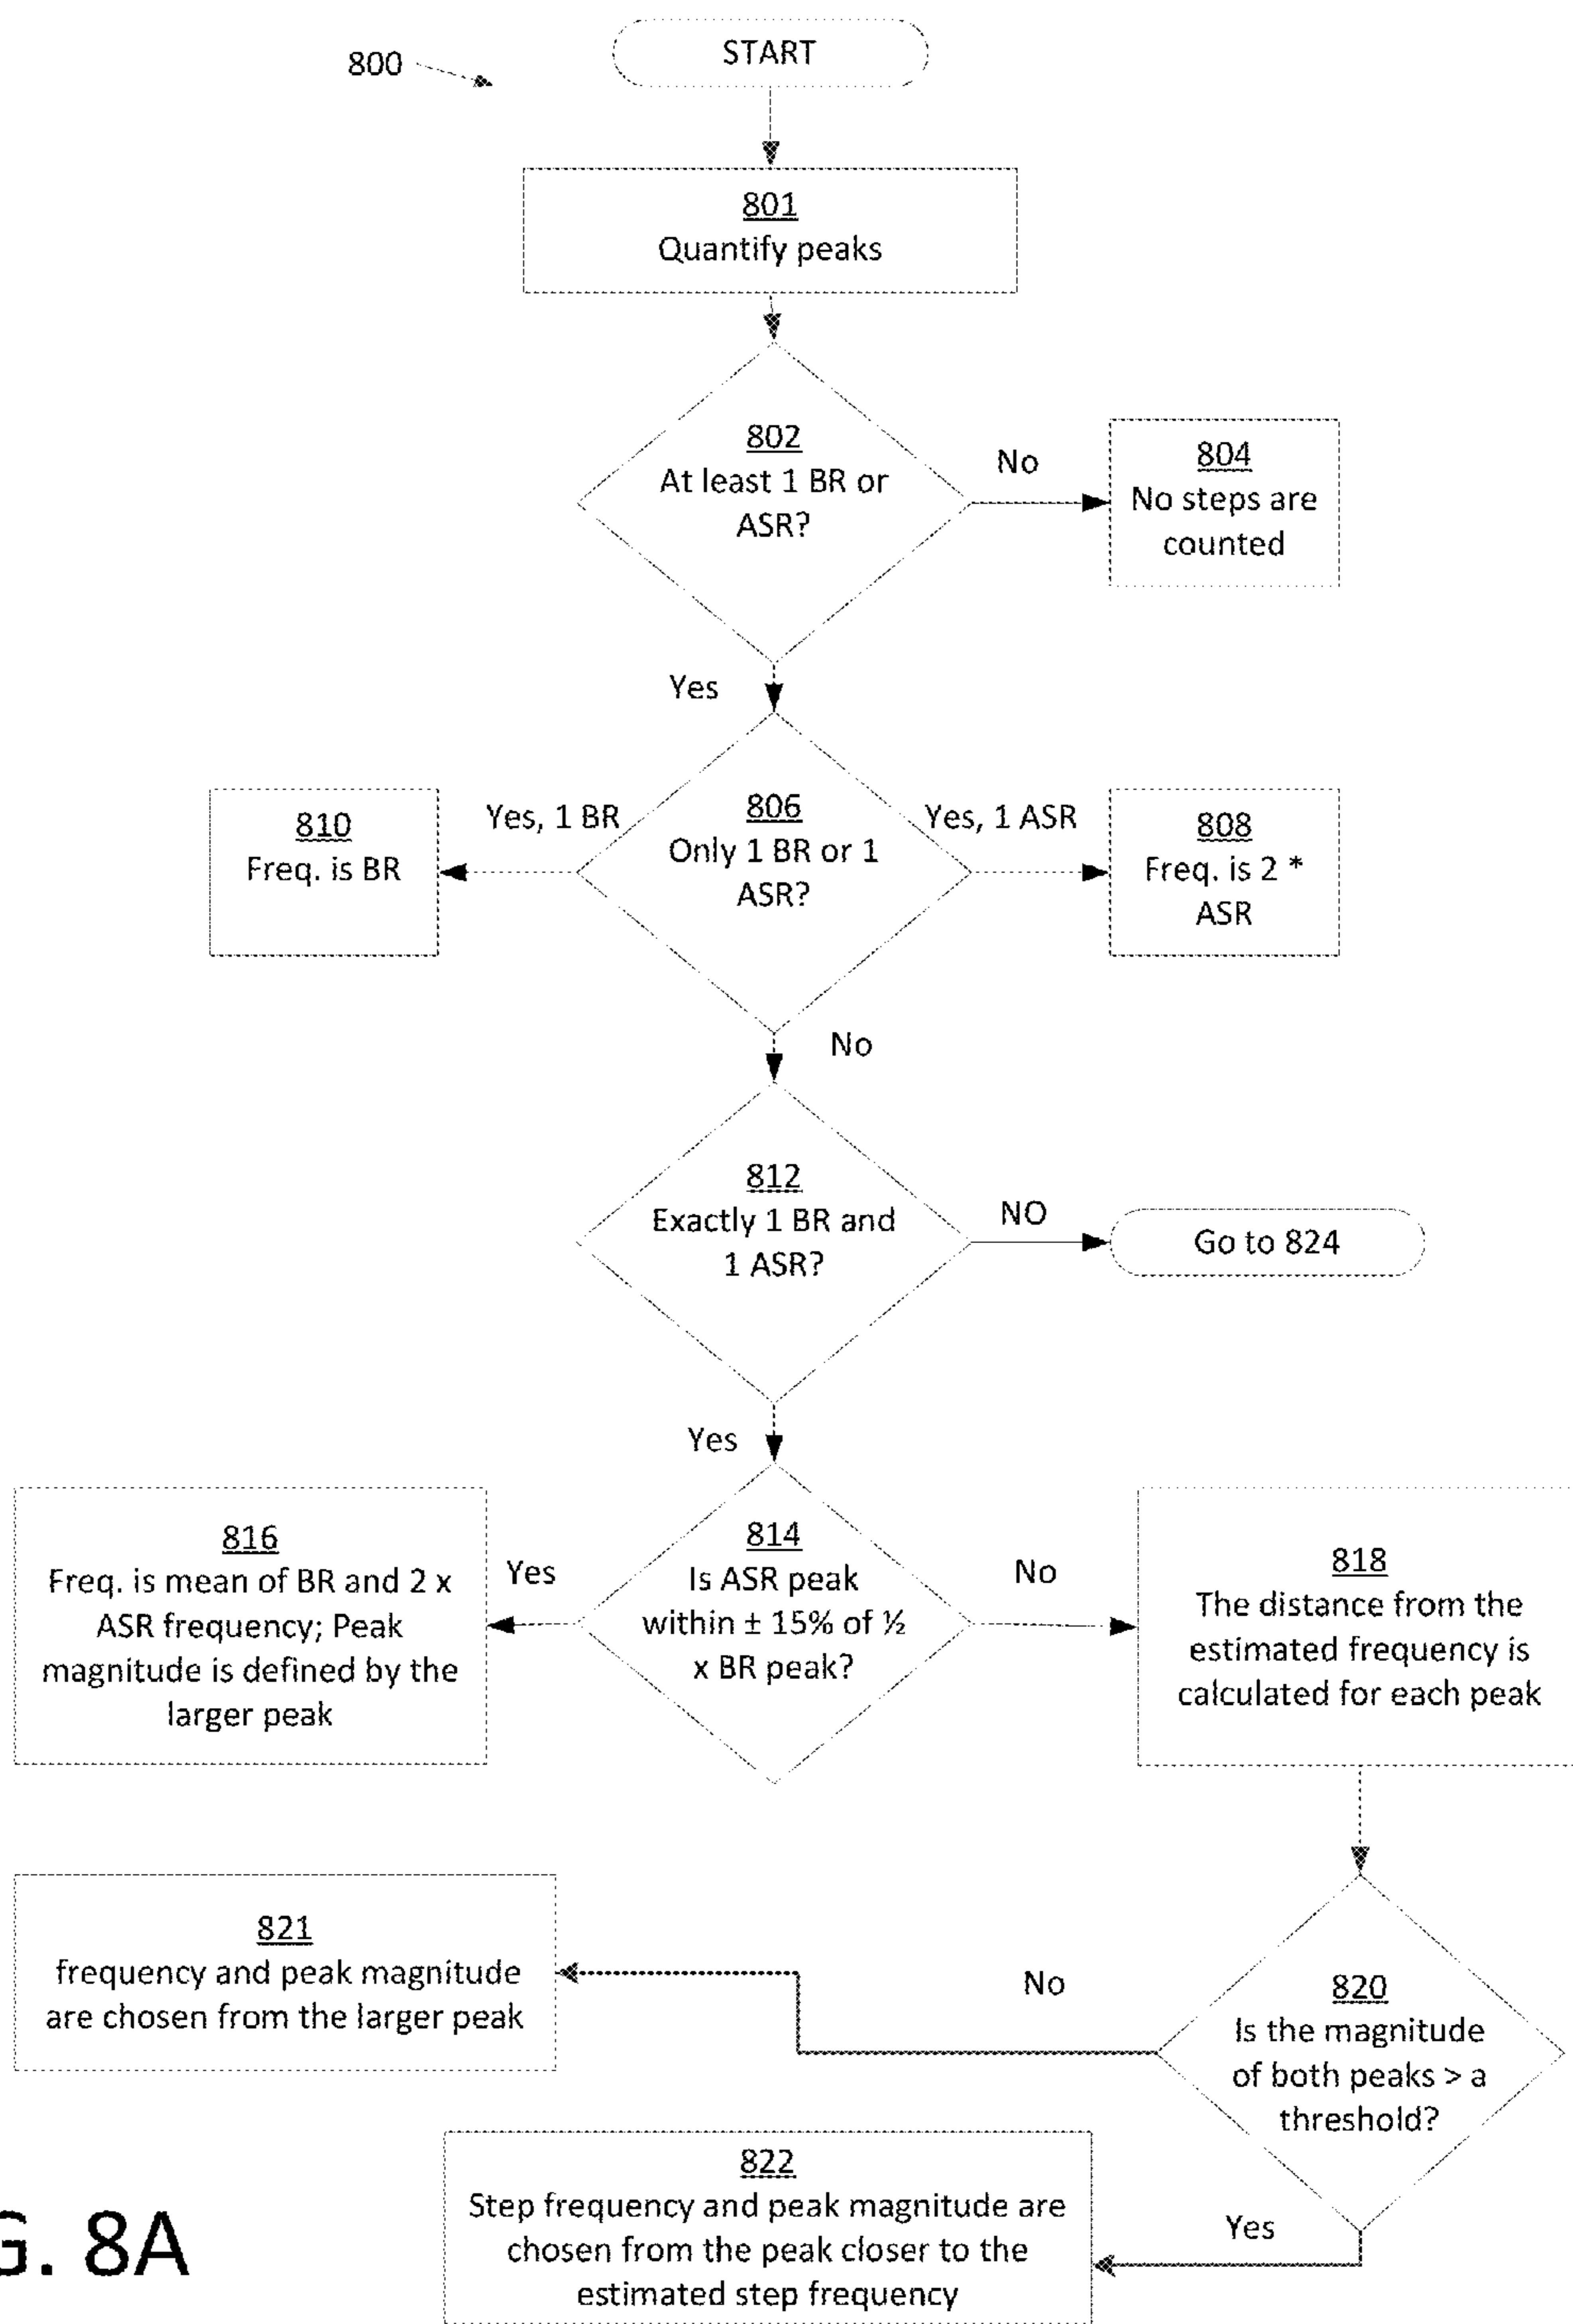 800
START
801
Quantify peaks
802
At least 1 BR or
ASR?
No
804
No steps are
counted
Yes
810
Freq. is BR
Yes, 1 BR
806
Only 1 BR or 1
ASR?
Yes, 1 ASR
808
Freq. is 2 *
ASR
No
812
Exactly 1 BR and
1 ASR?
NO
Go to 824
Yes
816
Freq. is mean of BR and 2 x
ASR frequency; Peak
magnitude is defined by the
larger peak
Yes
814
Is ASR peak
within ± 15% of ½
x BR peak?
No
818
The distance from the
estimated frequency is
calculated for each peak
821
frequency and peak magnitude
are chosen from the larger peak
No
820
Is the magnitude
of both peaks > a
threshold?
822
Step frequency and peak magnitude are
chosen from the peak closer to the
estimated step frequency
Yes
G. 8A